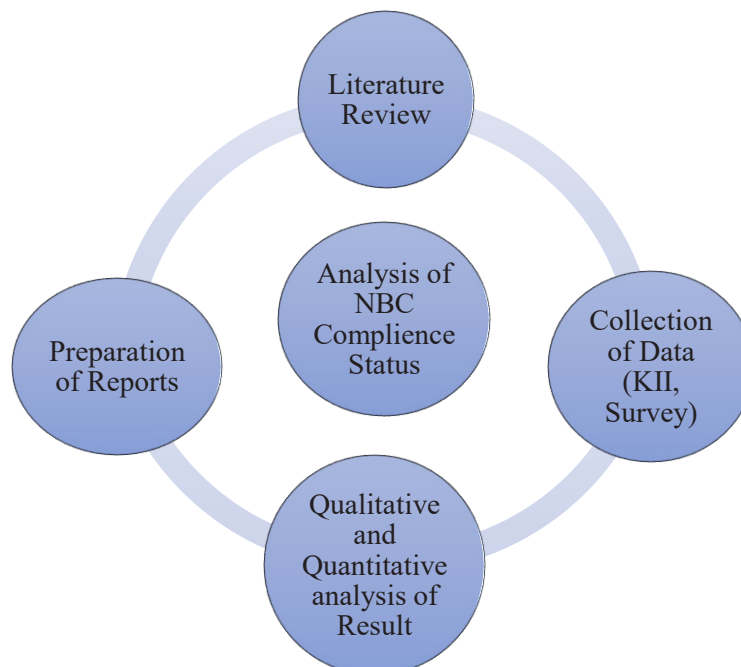 Literature
Review
Analysis of
NBC
Complience
Status
Collection
of Data
(KII,
Survey)
Preparation
of Reports
Qualitative
and
Quantitative
analysis of
Result